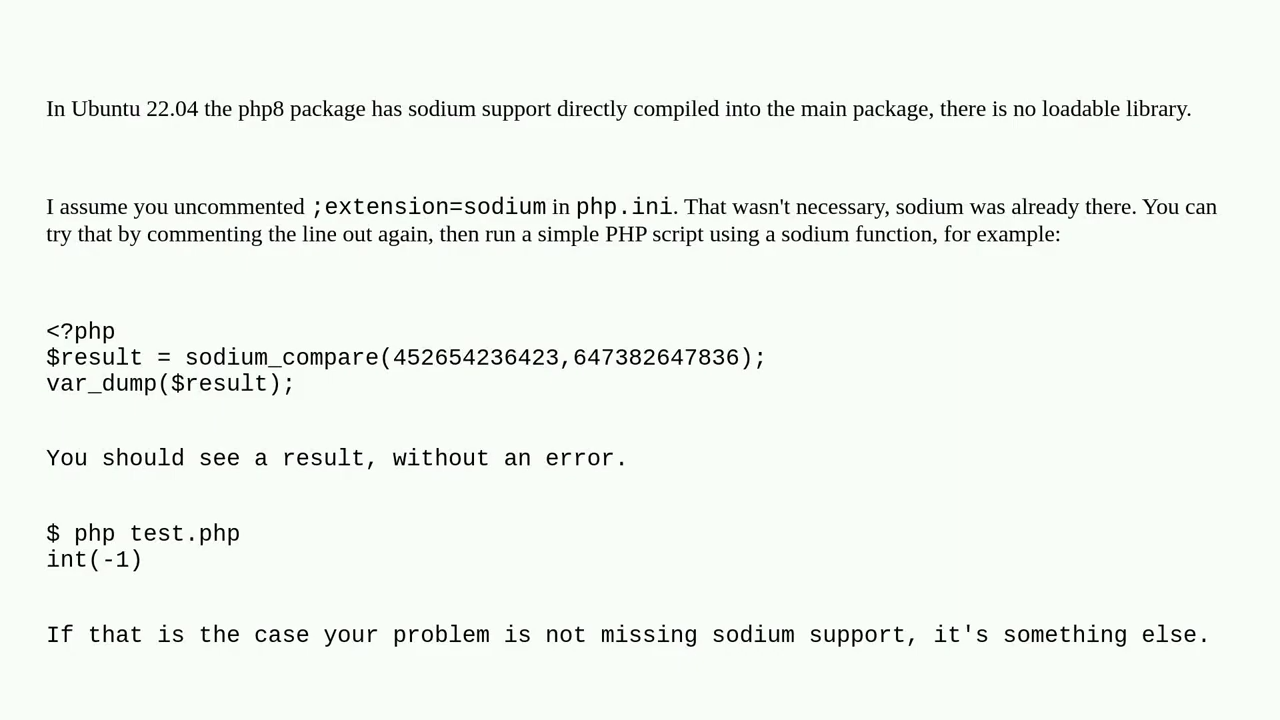 In Ubuntu 22.04 the php8 package has sodium support directly compiled into the main package, there is no loadable library.
I assume you uncommented ;extension=sodium in php.ini. That wasn't necessary, sodium was already there. You can
try that by commenting the line out again, then run a simple PHP script using a sodium function, for example:
<?php
$result = sodium_compare(452654236423,647382647836);
var_dump($result);
You should see a result, without an error.
$ php test.php
int(-1)
If that is the case your problem is not missing sodium support, it's something else.